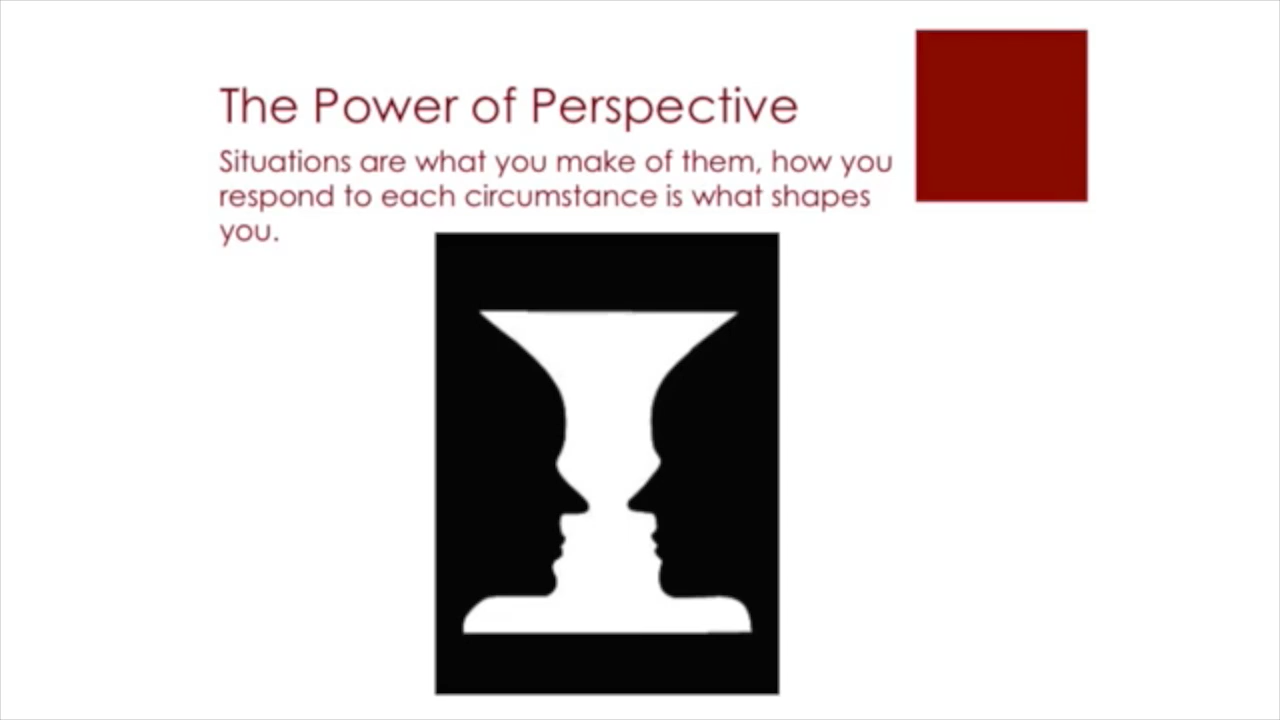 The Power of Perspective
Situations are what you make of them, how you
respond to each circumstance is what shapes
you.